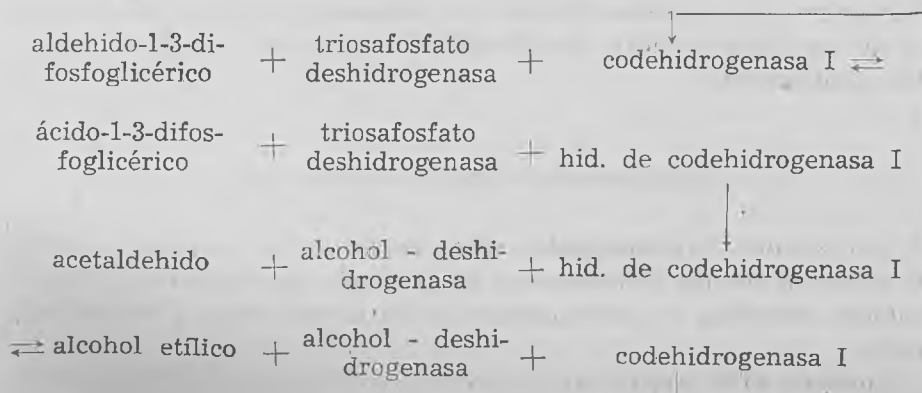 aldehido-1-3-di- triosafosfato
fosfoglicérico + deshidrogenasa + codehidrogenasa I ⇄
ácido-1-3-difos- triosafosfato
foglicérico + deshidrogenasa + hid. de codehidrogenasa I
acetaldehido + alcohol - deshi- + hid. de codehidrogenasa I
drogenasa
⇄ alcohol etílico + alcohol - deshi- + codehidrogenasa I
drogenasa